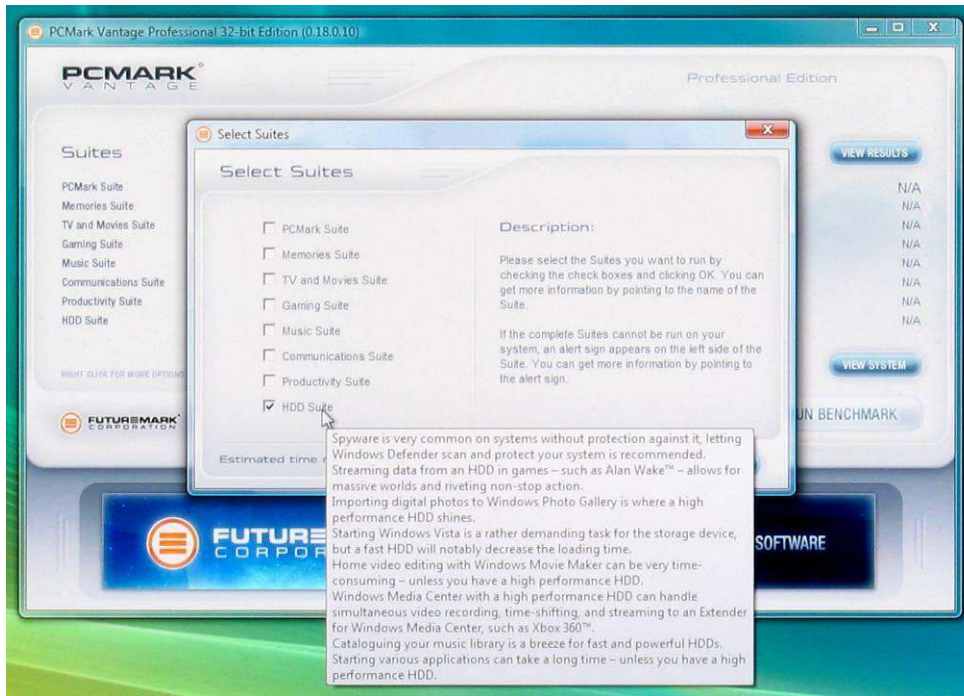 PCMark Vantage Professional 32-bit Edition (0.18.0.10)
PCMARK
VANTAGE
Professional Edition
Suites
VIEW RESULTS
PCMark Suite
N/A
Memories Suite
N/A
TV and Movies Suite
N/A
Gaming Suite
N/A
Music Suite
N/A
Communications Suite
N/A
Productivity Suite
N/A
HDD Suite
N/A
RIGHT CLICK FOR MORE OPTIONS
VIEW SYSTEM
FUTUREMARK
CORPORATION
UN BENCHMARK
Select Suites
Select Suites
PCMark Suite
Memories Suite
TV and Movies Suite
Gaming Suite
Music Suite
Communications Suite
Productivity Suite
HDD Suite
Description:
Please select the Suites you want to run by
checking the check boxes and clicking OK. You can
get more information by pointing to the name of the
Suite.
If the complete Suites cannot be run on your
system, an alert sign appears on the left side of the
Suite. You can get more information by pointing to
the alert sign.
Estimated time
Spyware is very common on systems without protection against it, letting
Windows Defender scan and protect your system is recommended.
Streaming data from an HDD in games – such as Alan Wake™ – allows for
massive worlds and riveting non-stop action.
Importing digital photos to Windows Photo Gallery is where a high
performance HDD shines.
Starting Windows Vista is a rather demanding task for the storage device,
but a fast HDD will notably decrease the loading time.
Home video editing with Windows Movie Maker can be very time-
consuming – unless you have a high performance HDD.
Windows Media Center with a high performance HDD can handle
simultaneous video recording, time-shifting, and streaming to an Extender
for Windows Media Center, such as Xbox 360™.
Cataloguing your music library is a breeze for fast and powerful HDDs.
Starting various applications can take a long time – unless you have a high
performance HDD.
FUTURE
CORPOR
SOFTWARE